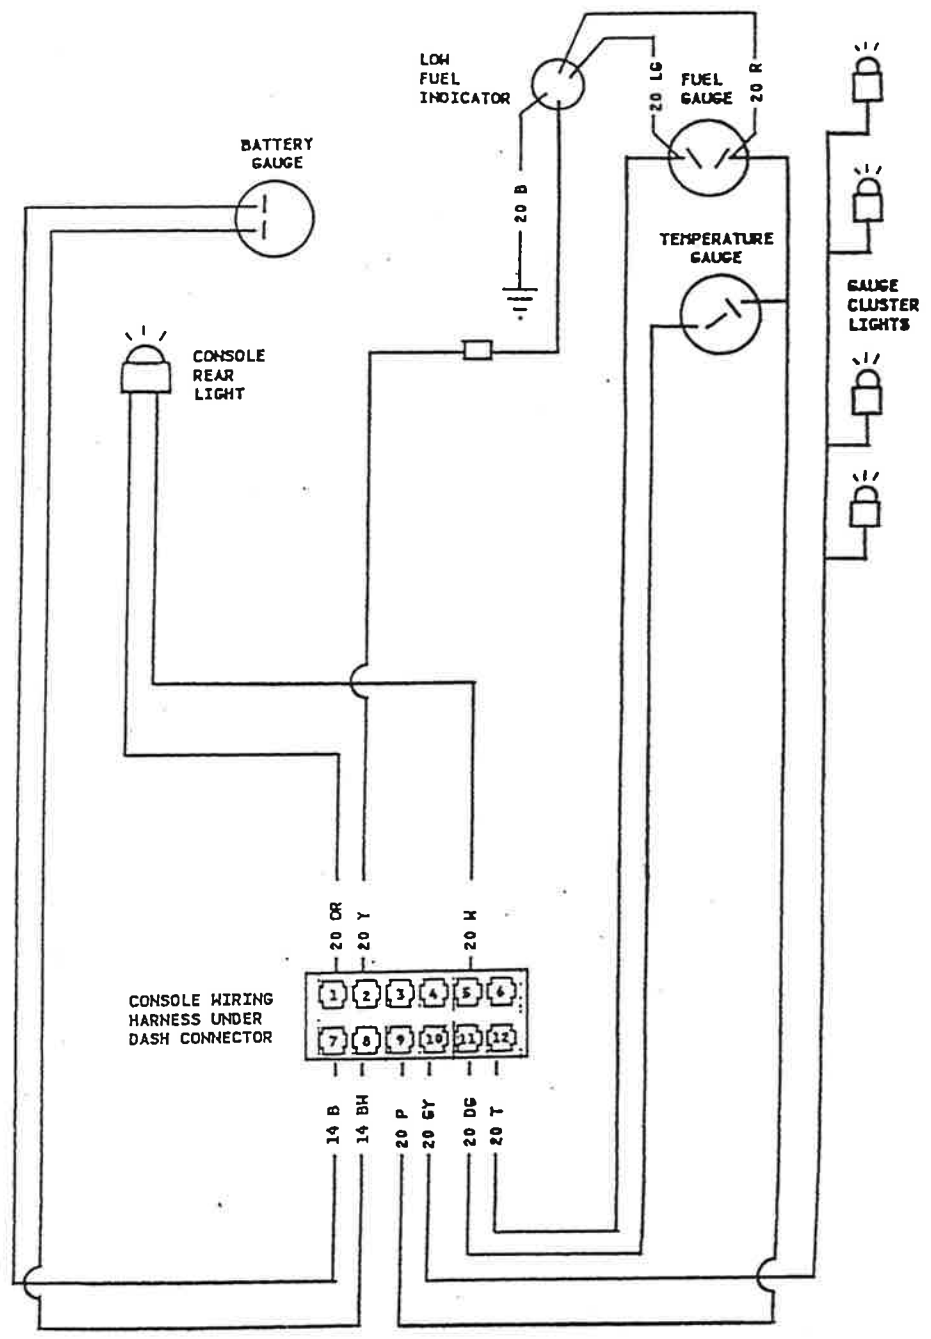 LOW
FUEL
INDICATOR
20 LG
FUEL
GAUGE
20 R
BATTERY
GAUGE
20 B
TEMPERATURE
GAUGE
GAUGE
CLUSTER
LIGHTS
CONSOLE
REAR
LIGHT
20 OR
20 Y
20 W
CONSOLE WIRING
HARNESS UNDER
DASH CONNECTOR
1 2 3 4 5 6
7 8 9 10 11 12
14 B
14 BW
20 P
20 GY
20 DG
20 T